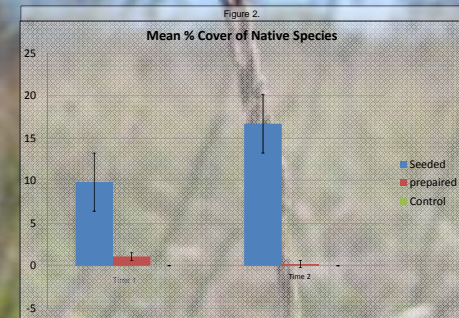 Figure 2.
Mean % Cover of Native Species
25
20
15
10
5
0
-5
Time 1
Time 2
Seeded
prepaired
Control